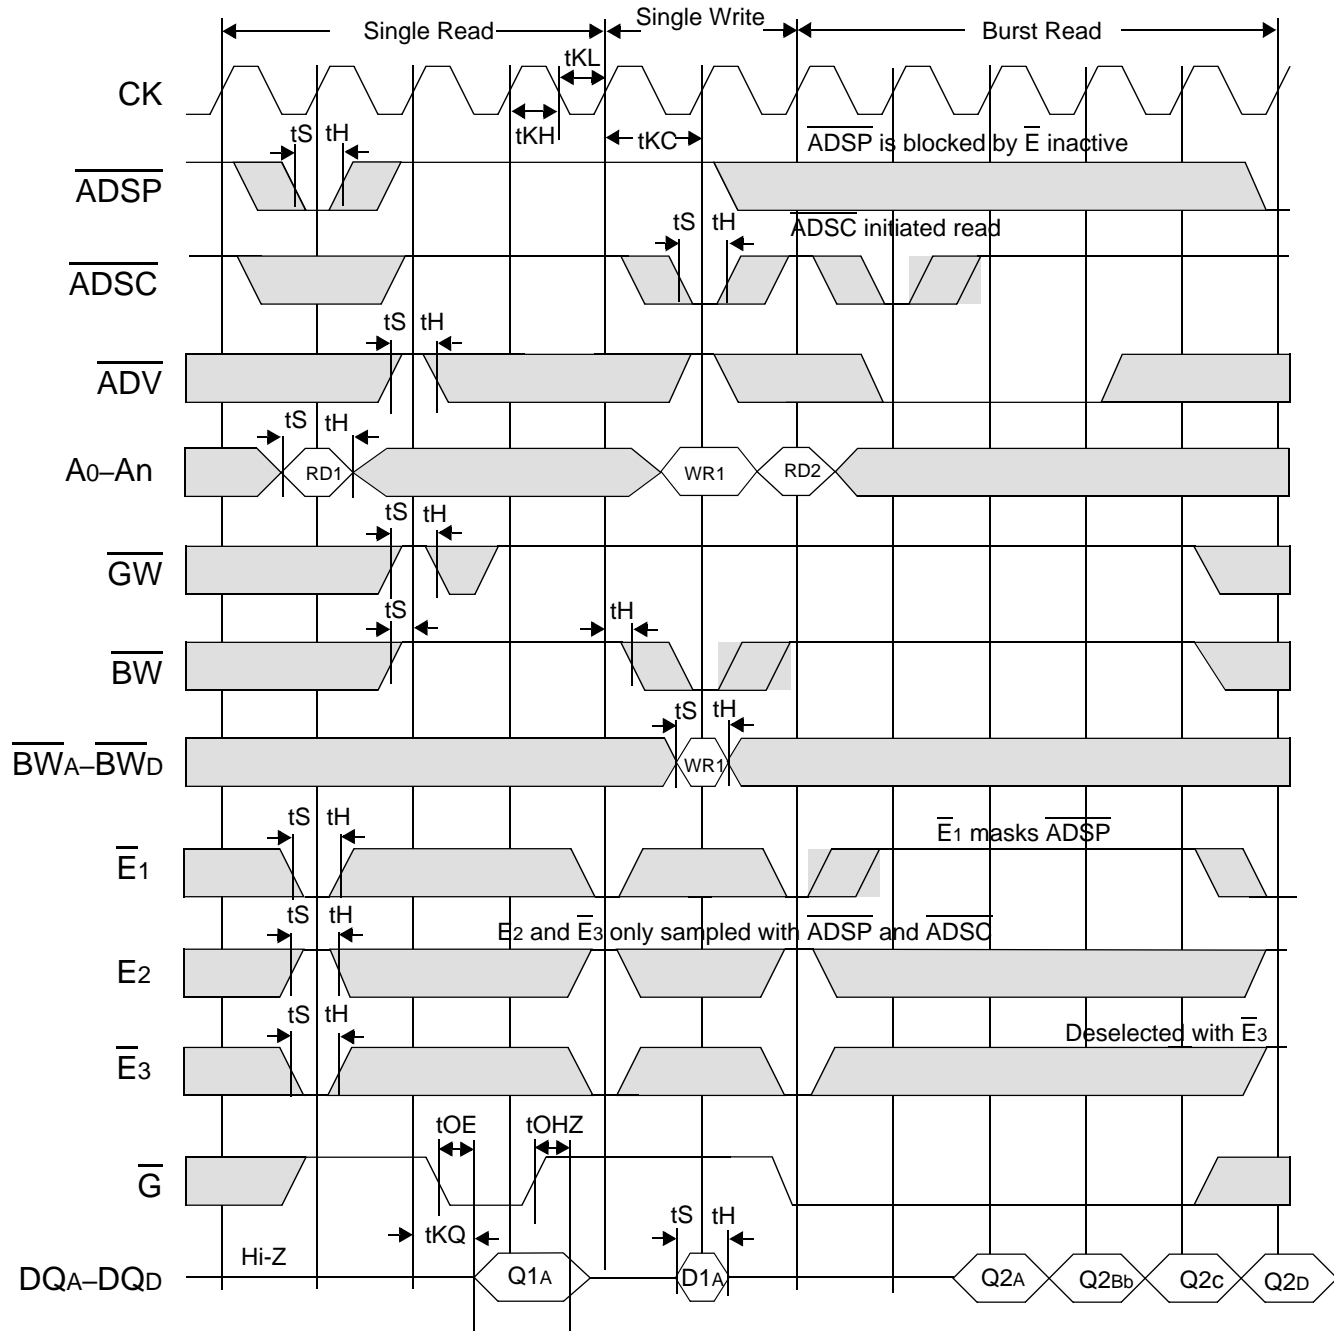 Single Read
Single Write
Burst Read
tKL
CK
tKH
tKC
tS tH
ADSP is blocked by E inactive
ADSP
tS tH
ADSC initiated read
ADSC
tS tH
ADV
tS tH
A0–An
RD1
WR1
RD2
tS tH
GW
tS
tH
BW
tS tH
BWA–BWD
WR1
tS tH
E1 masks ADSP
E1
tS tH
E2 and E3 only sampled with ADSP and ADSC
E2
tS tH
Deselected with E3
E3
tOE
tOHZ
G
tKQ
tS tH
Hi-Z
DQA–DQD
Q1A
D1A
Q2A
Q2Bb
Q2c
Q2D